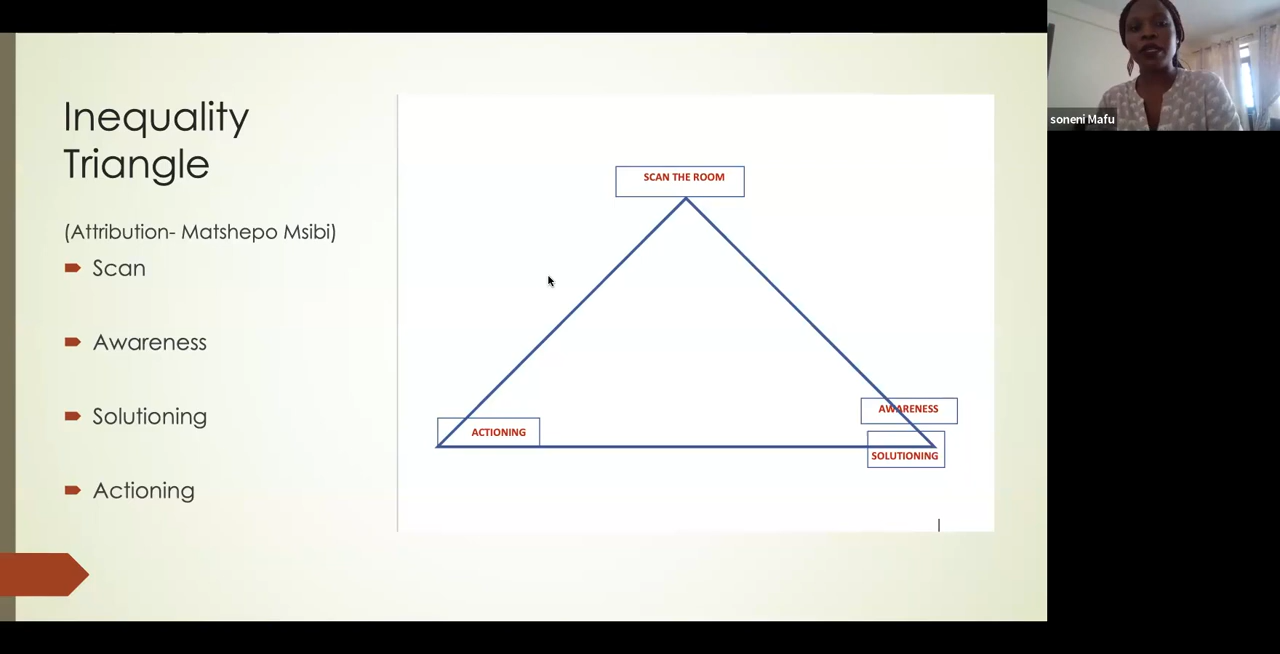 Inequality
Triangle
(Attribution- Matshepo Msibi)
Scan
Awareness
Solutioning
Actioning
SCAN THE ROOM
ACTIONING
AWARENESS
SOLUTIONING
soneni Mafu